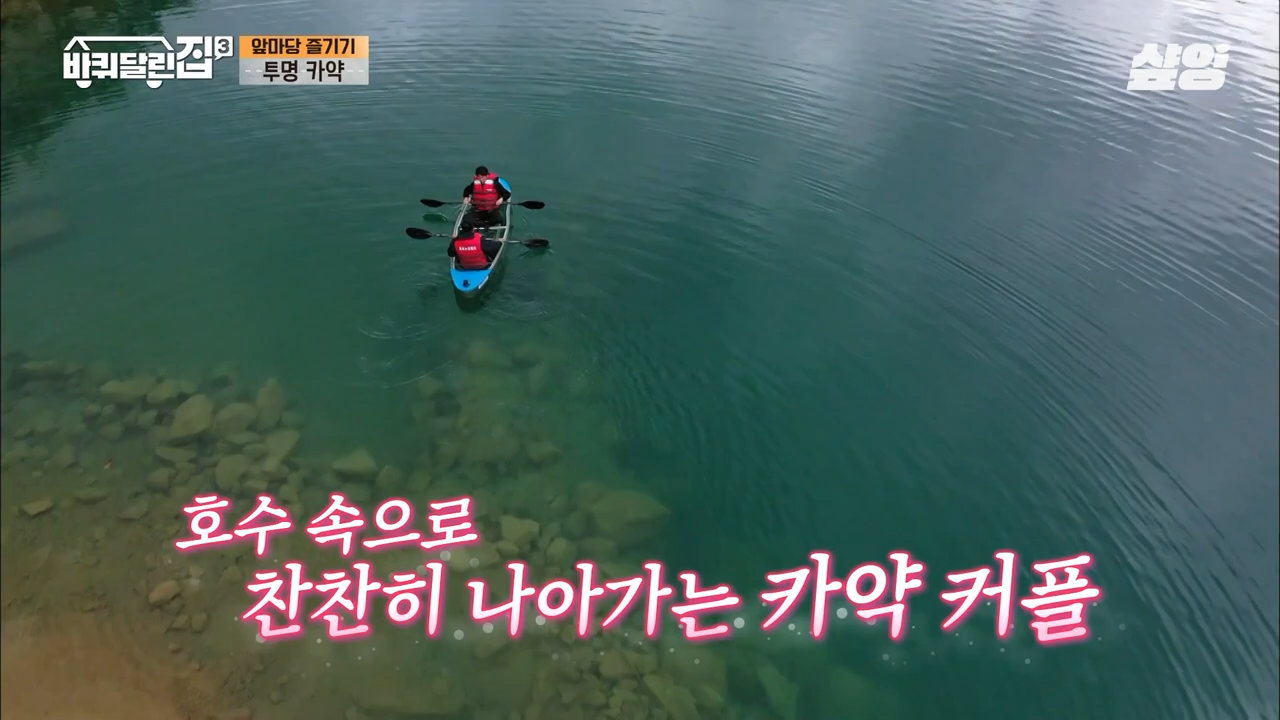 바퀴달린집3
앞마당 즐기기
투명 카약
샾잉
호수 속으로
찬찬히 나아가는 카약 커플